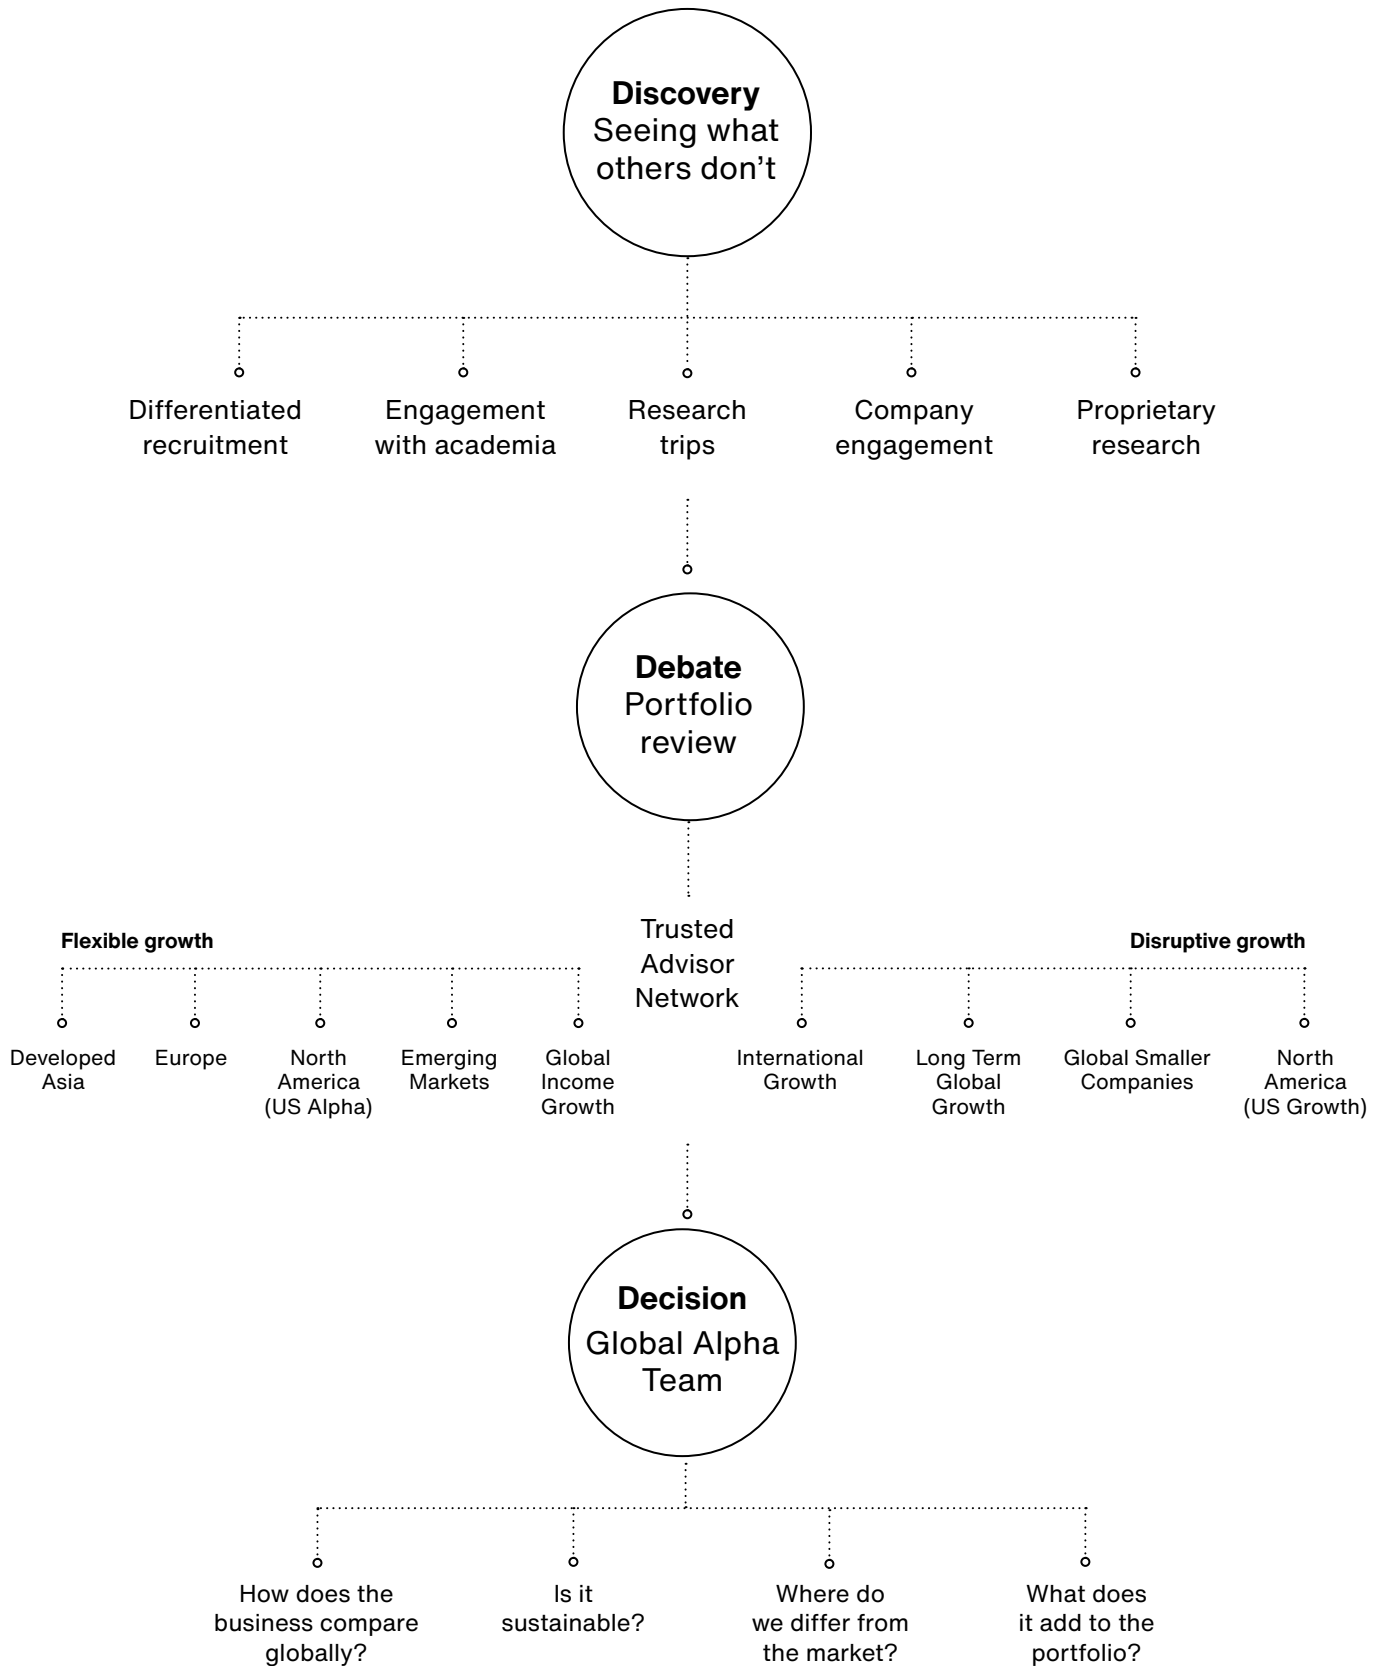 Discovery
Seeing what
others don’t
Differentiated
recruitment
Engagement
with academia
Research
trips
Company
engagement
Proprietary
research
Debate
Portfolio
review
Trusted
Advisor
Network
Flexible growth
Developed
Asia
Europe
North
America
(US Alpha)
Emerging
Markets
Global
Income
Growth
Disruptive growth
International
Growth
Long Term
Global
Growth
Global Smaller
Companies
North
America
(US Growth)
Decision
Global Alpha
Team
How does the
business compare
globally?
Is it
sustainable?
Where do
we differ from
the market?
What does
it add to the
portfolio?